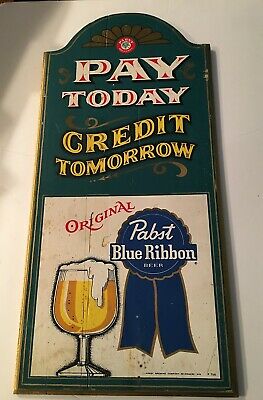 PAY
TODAY
CREDIT
TOMORROW
ORIGINAL
Pabst
Blue Ribbon
BEER